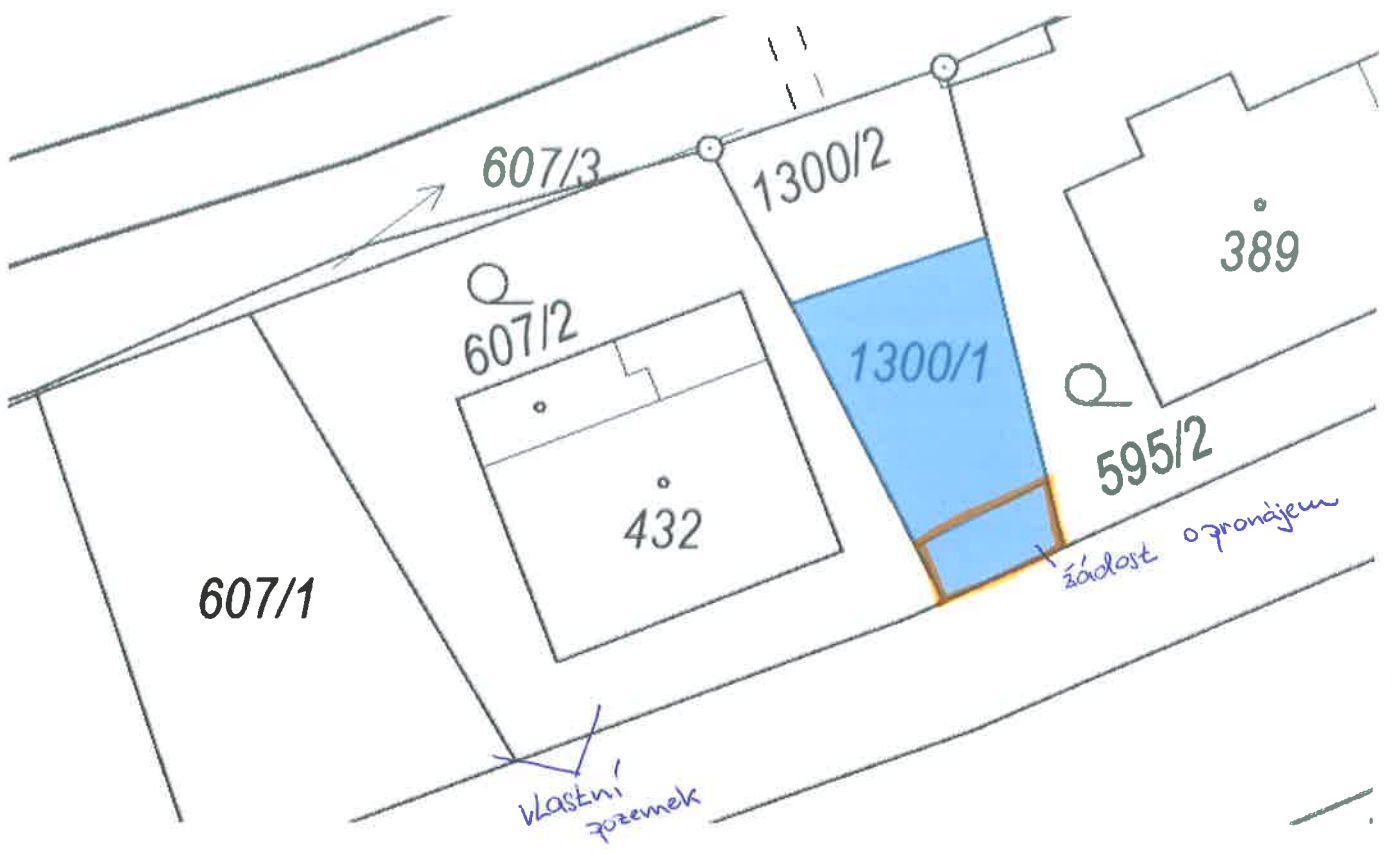 607/3
1300/2
389
607/2
1300/1
595/2
432
607/1
žádost o pronájem
vlastní
pozemek